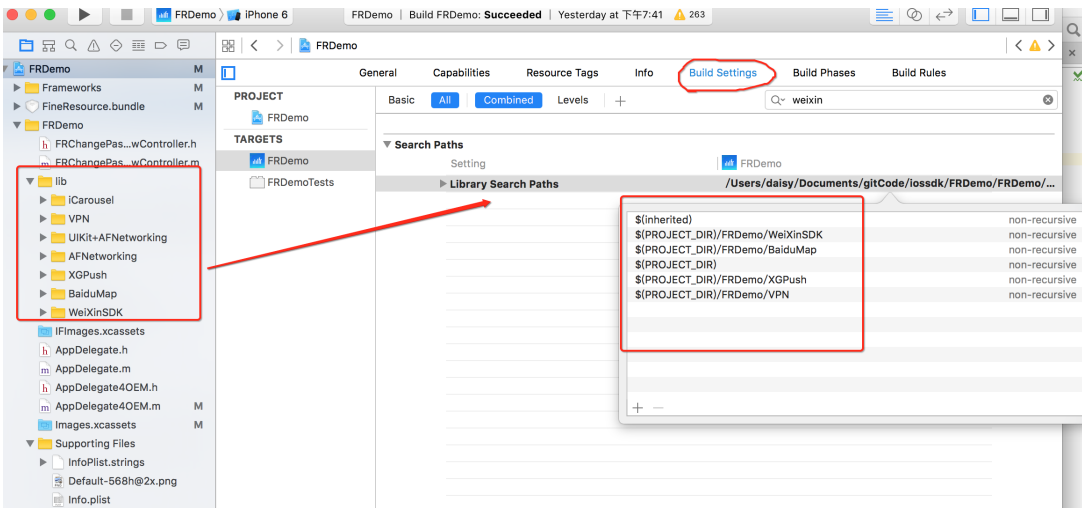 FRDemo iPhone 6 FRDemo | Build FRDemo: Succeeded | Yesterday at 下午7:41 263
FRDemo
FRDemo M
Frameworks M
FineResource.bundle M
FRDemo
FRChangePas...wController.h
FRChangePas...wController.m
lib
iCarousel
VPN
UIKit+AFNetworking
AFNetworking
XGPush
BaiduMap
WeiXinSDK
IFImages.xcassets
AppDelegate.h
AppDelegate.m
AppDelegate4OEM.h
AppDelegate4OEM.m M
Images.xcassets M
Supporting Files
InfoPlist.strings
Default-568h@2x.png
Info.plist
General Capabilities Resource Tags Info Build Settings Build Phases Build Rules
PROJECT
FRDemo
TARGETS
FRDemo
FRDemoTests
Basic All Combined Levels + weixin
Search Paths
Setting FRDemo
Library Search Paths /Users/daisy/Documents/gitCode/iossdk/FRDemo/FRDemo/...
$(inherited) non-recursive
$(PROJECT_DIR)/FRDemo/WeiXinSDK non-recursive
$(PROJECT_DIR)/FRDemo/BaiduMap non-recursive
$(PROJECT_DIR) non-recursive
$(PROJECT_DIR)/FRDemo/XGPush non-recursive
$(PROJECT_DIR)/FRDemo/VPN non-recursive